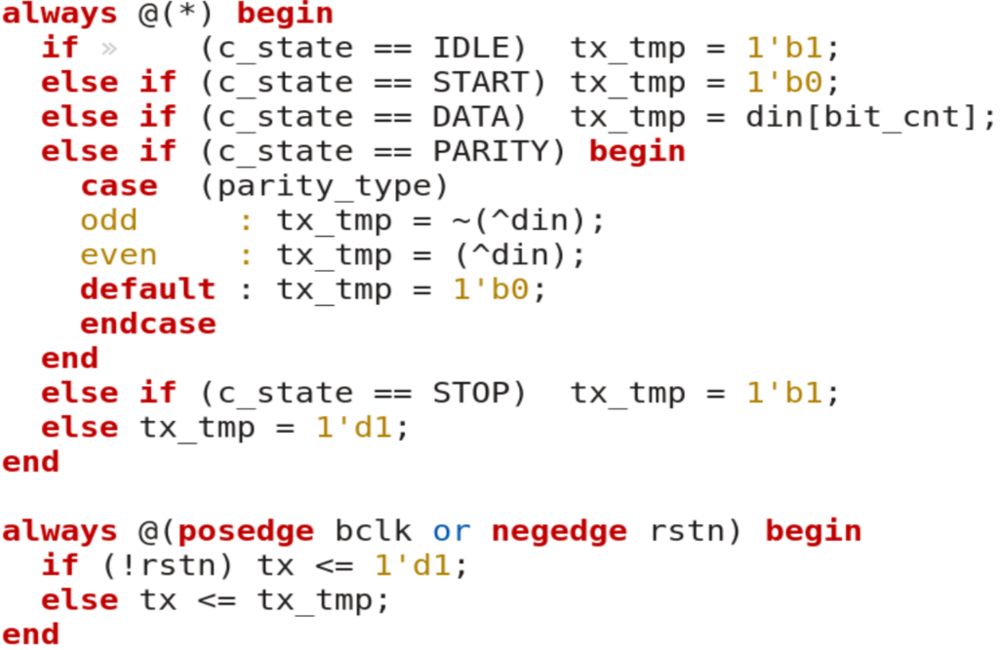 always @(*) begin
  if »    (c_state == IDLE)  tx_tmp = 1'b1;
  else if (c_state == START) tx_tmp = 1'b0;
  else if (c_state == DATA)  tx_tmp = din[bit_cnt];
  else if (c_state == PARITY) begin
    case  (parity_type)
    odd     : tx_tmp = ~(^din);
    even    : tx_tmp = (^din);
    default : tx_tmp = 1'b0;
    endcase
  end
  else if (c_state == STOP)  tx_tmp = 1'b1;
  else tx_tmp = 1'd1;
end

always @(posedge bclk or negedge rstn) begin
  if (!rstn) tx <= 1'd1;
  else tx <= tx_tmp;
end